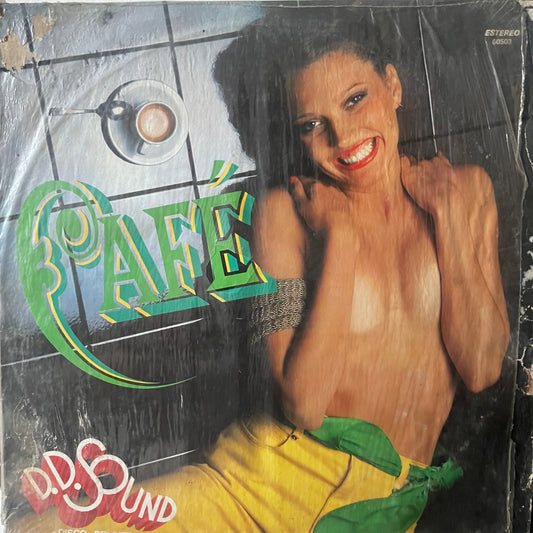 ESTEREO
60503
CAFÉ
D.D. SOUND